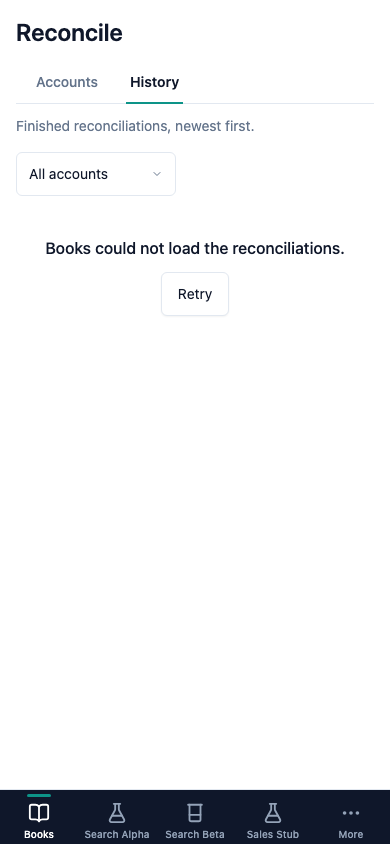 Reconcile
Accounts
History
Finished reconciliations, newest first.
All accounts
Books could not load the reconciliations.
Retry
Books
Search Alpha
Search Beta
Sales Stub
More